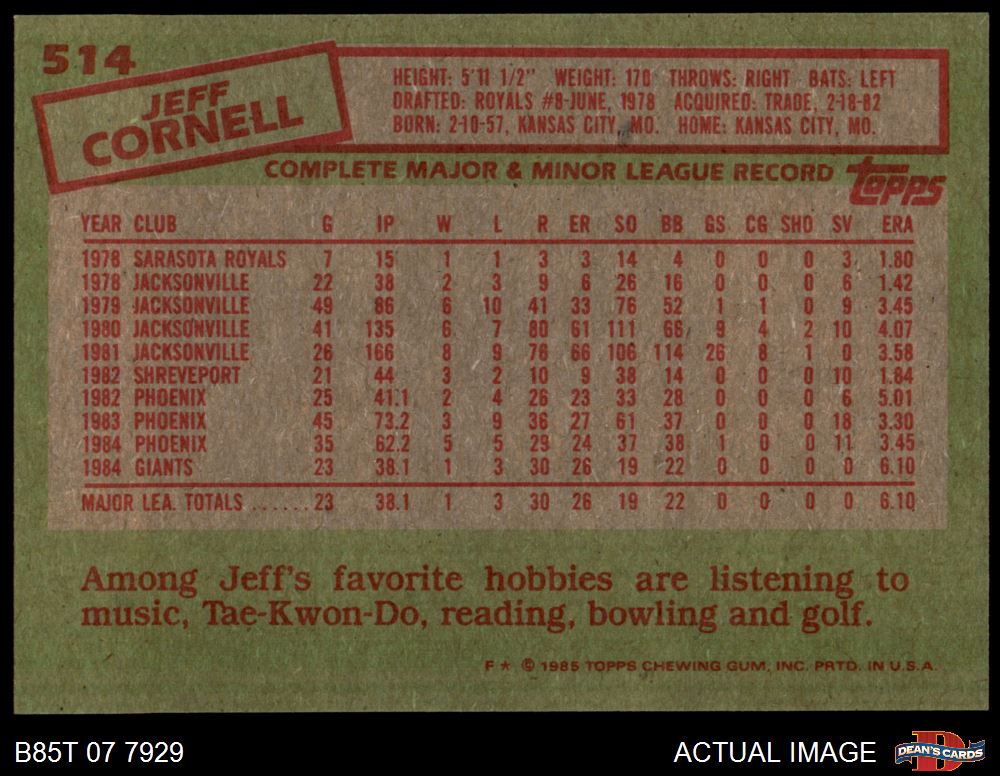 514
JEFF
CORNELL
HEIGHT: 5'11 1/2" WEIGHT: 170 THROWS: RIGHT BATS: LEFT
DRAFTED: ROYALS #8-JUNE, 1978 ACQUIRED: TRADE, 2-18-82
BORN: 2-10-57, KANSAS CITY, MO. HOME: KANSAS CITY, MO.
COMPLETE MAJOR & MINOR LEAGUE RECORD topps
YEAR CLUB G IP W L R ER SO BB GS CG SHO SV ERA
1978 SARASOTA ROYALS 7 15 1 1 3 3 14 4 0 0 0 3 1.80
1978 JACKSONVILLE 22 38 2 3 9 6 26 16 0 0 0 6 1.42
1979 JACKSONVILLE 49 86 6 10 41 33 76 52 1 1 0 9 3.45
1980 JACKSONVILLE 41 135 6 7 80 61 111 66 9 4 2 10 4.07
1981 JACKSONVILLE 26 166 8 9 78 66 106 114 26 8 1 0 3.58
1982 SHREVEPORT 21 44 3 2 10 9 38 14 0 0 0 10 1.84
1982 PHOENIX 25 41.1 2 4 26 23 33 28 0 0 0 6 5.01
1983 PHOENIX 45 73.2 3 9 36 27 61 37 0 0 0 18 3.30
1984 PHOENIX 35 62.2 5 5 29 24 37 38 1 0 0 11 3.45
1984 GIANTS 23 38.1 1 3 30 26 19 22 0 0 0 0 6.10
MAJOR LEA. TOTALS ...... 23 38.1 1 3 30 26 19 22 0 0 0 0 6.10
Among Jeff's favorite hobbies are listening to
music, Tae-Kwon-Do, reading, bowling and golf.
F ★ © 1985 TOPPS CHEWING GUM, INC. PRTD. IN U.S.A.
B85T 07 7929 ACTUAL IMAGE DEAN'S CARDS